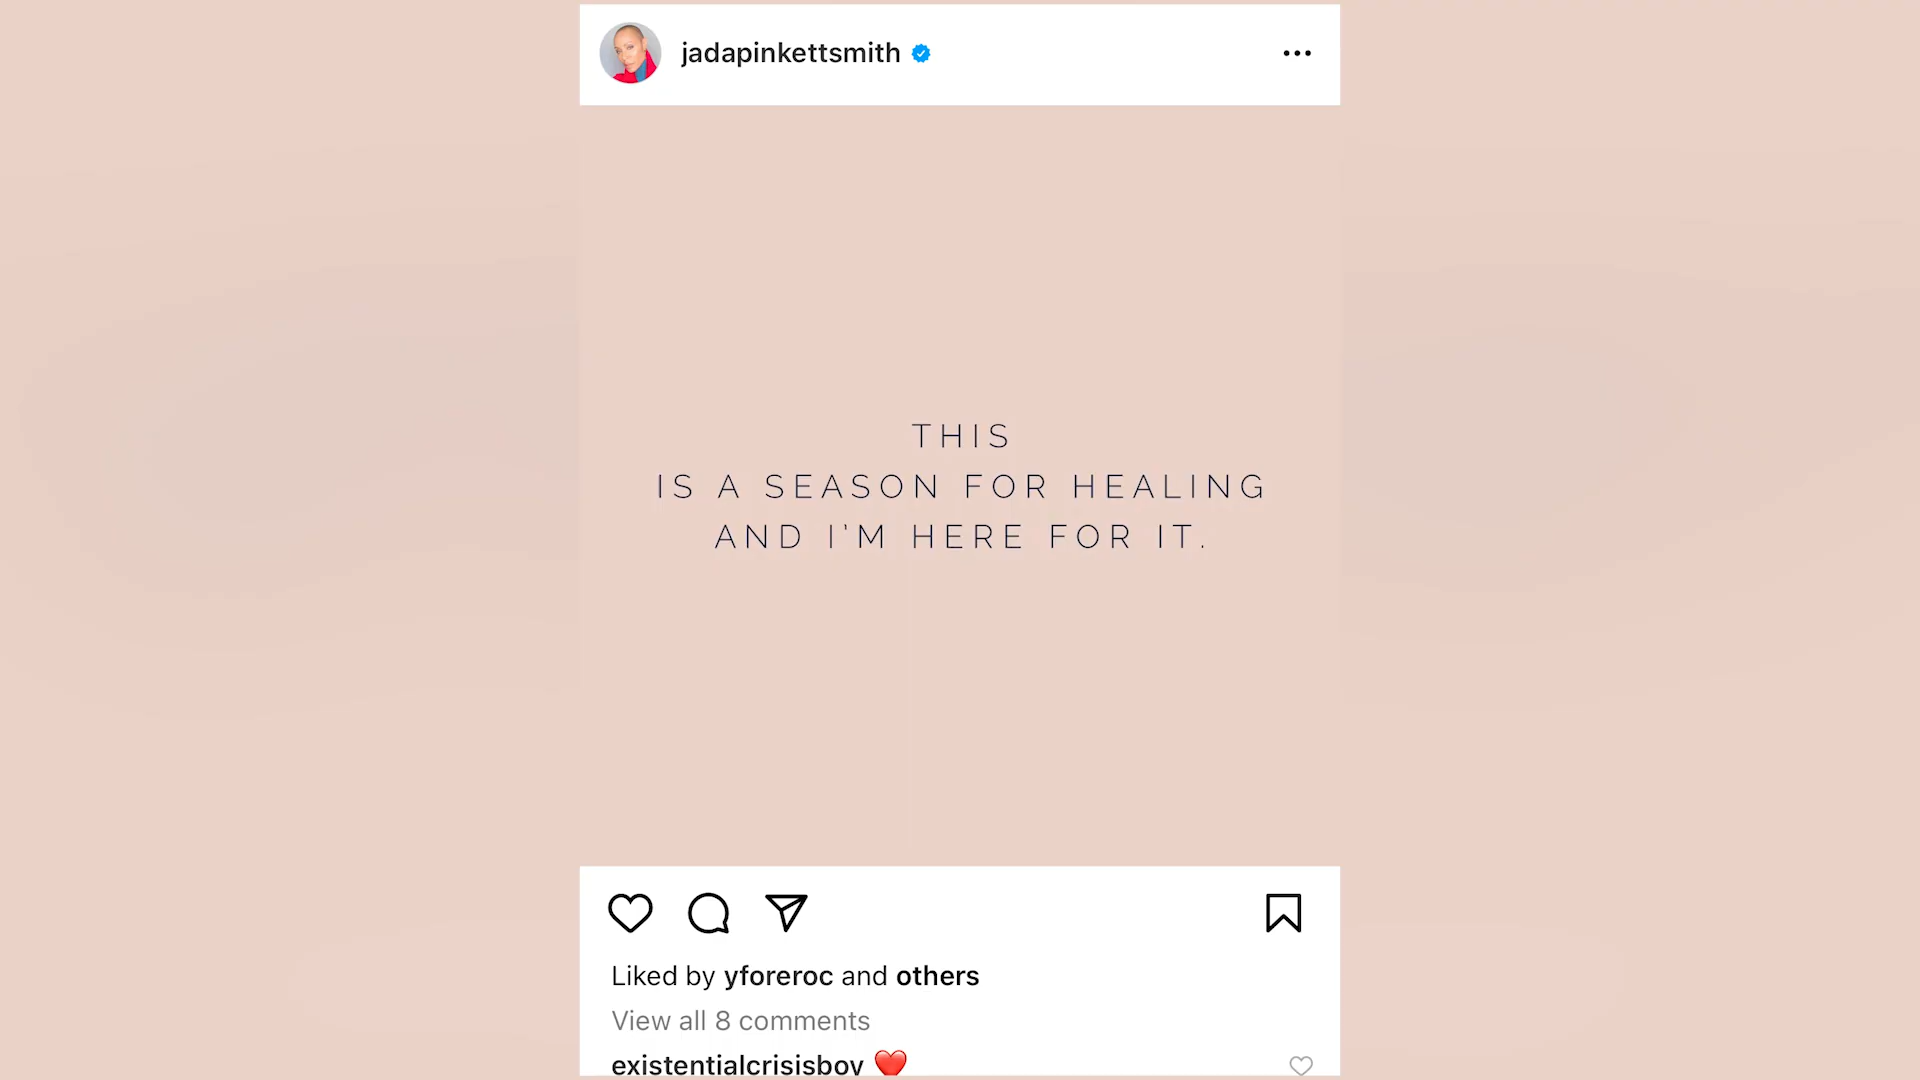 jadapinkettsmith
THIS
IS A SEASON FOR HEALING
AND I'M HERE FOR IT.
Liked by yforeroc and others
View all 8 comments
existentialcrisisboy